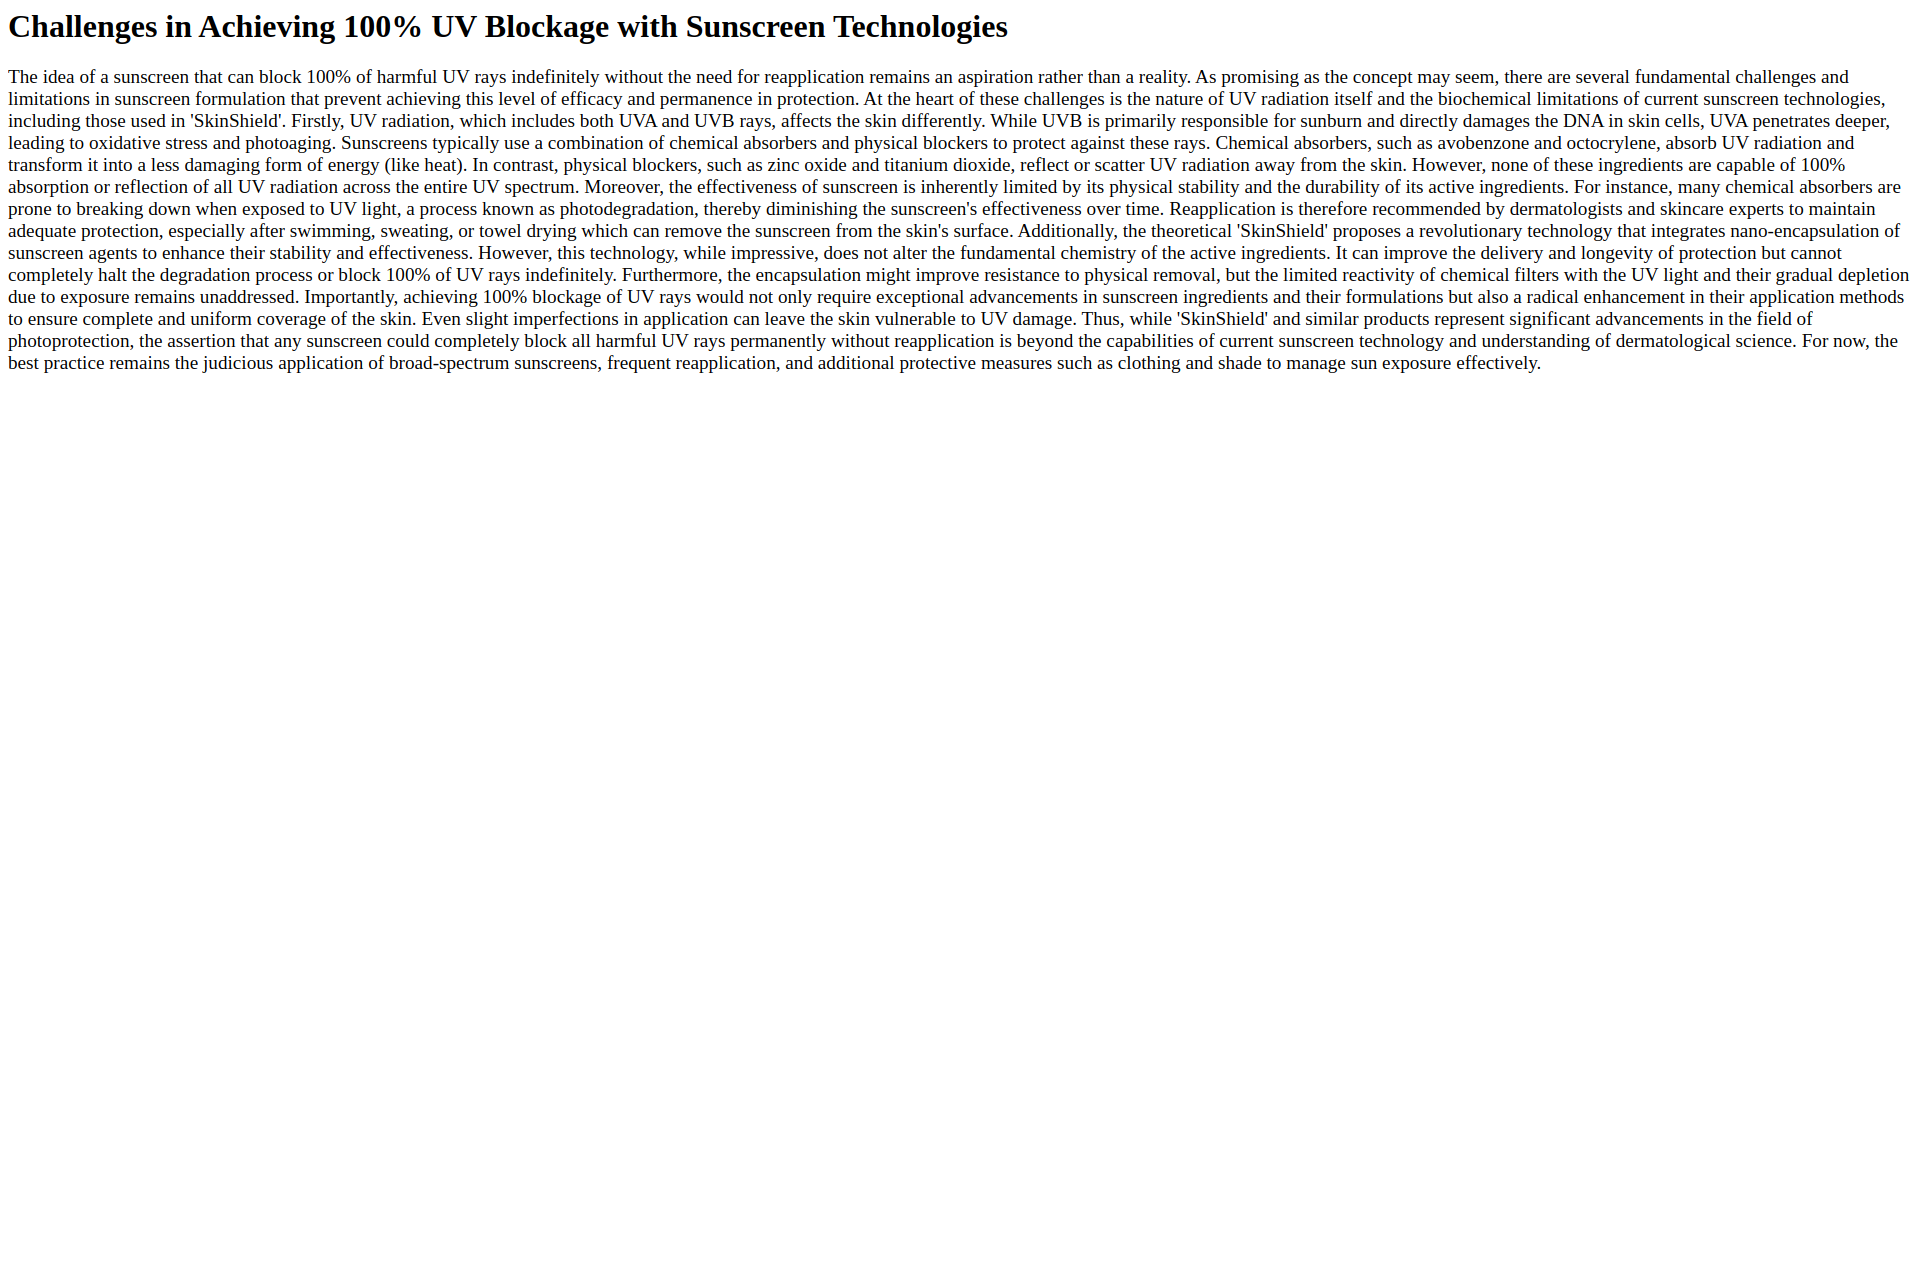 Challenges in Achieving 100% UV Blockage with Sunscreen Technologies
The idea of a sunscreen that can block 100% of harmful UV rays indefinitely without the need for reapplication remains an aspiration rather than a reality. As promising as the concept may seem, there are several fundamental challenges and
limitations in sunscreen formulation that prevent achieving this level of efficacy and permanence in protection. At the heart of these challenges is the nature of UV radiation itself and the biochemical limitations of current sunscreen technologies,
including those used in 'SkinShield'. Firstly, UV radiation, which includes both UVA and UVB rays, affects the skin differently. While UVB is primarily responsible for sunburn and directly damages the DNA in skin cells, UVA penetrates deeper,
leading to oxidative stress and photoaging. Sunscreens typically use a combination of chemical absorbers and physical blockers to protect against these rays. Chemical absorbers, such as avobenzone and octocrylene, absorb UV radiation and
transform it into a less damaging form of energy (like heat). In contrast, physical blockers, such as zinc oxide and titanium dioxide, reflect or scatter UV radiation away from the skin. However, none of these ingredients are capable of 100%
absorption or reflection of all UV radiation across the entire UV spectrum. Moreover, the effectiveness of sunscreen is inherently limited by its physical stability and the durability of its active ingredients. For instance, many chemical absorbers are
prone to breaking down when exposed to UV light, a process known as photodegradation, thereby diminishing the sunscreen's effectiveness over time. Reapplication is therefore recommended by dermatologists and skincare experts to maintain
adequate protection, especially after swimming, sweating, or towel drying which can remove the sunscreen from the skin's surface. Additionally, the theoretical 'SkinShield' proposes a revolutionary technology that integrates nano-encapsulation of
sunscreen agents to enhance their stability and effectiveness. However, this technology, while impressive, does not alter the fundamental chemistry of the active ingredients. It can improve the delivery and longevity of protection but cannot
completely halt the degradation process or block 100% of UV rays indefinitely. Furthermore, the encapsulation might improve resistance to physical removal, but the limited reactivity of chemical filters with the UV light and their gradual depletion
due to exposure remains unaddressed. Importantly, achieving 100% blockage of UV rays would not only require exceptional advancements in sunscreen ingredients and their formulations but also a radical enhancement in their application methods
to ensure complete and uniform coverage of the skin. Even slight imperfections in application can leave the skin vulnerable to UV damage. Thus, while 'SkinShield' and similar products represent significant advancements in the field of
photoprotection, the assertion that any sunscreen could completely block all harmful UV rays permanently without reapplication is beyond the capabilities of current sunscreen technology and understanding of dermatological science. For now, the
best practice remains the judicious application of broad-spectrum sunscreens, frequent reapplication, and additional protective measures such as clothing and shade to manage sun exposure effectively.